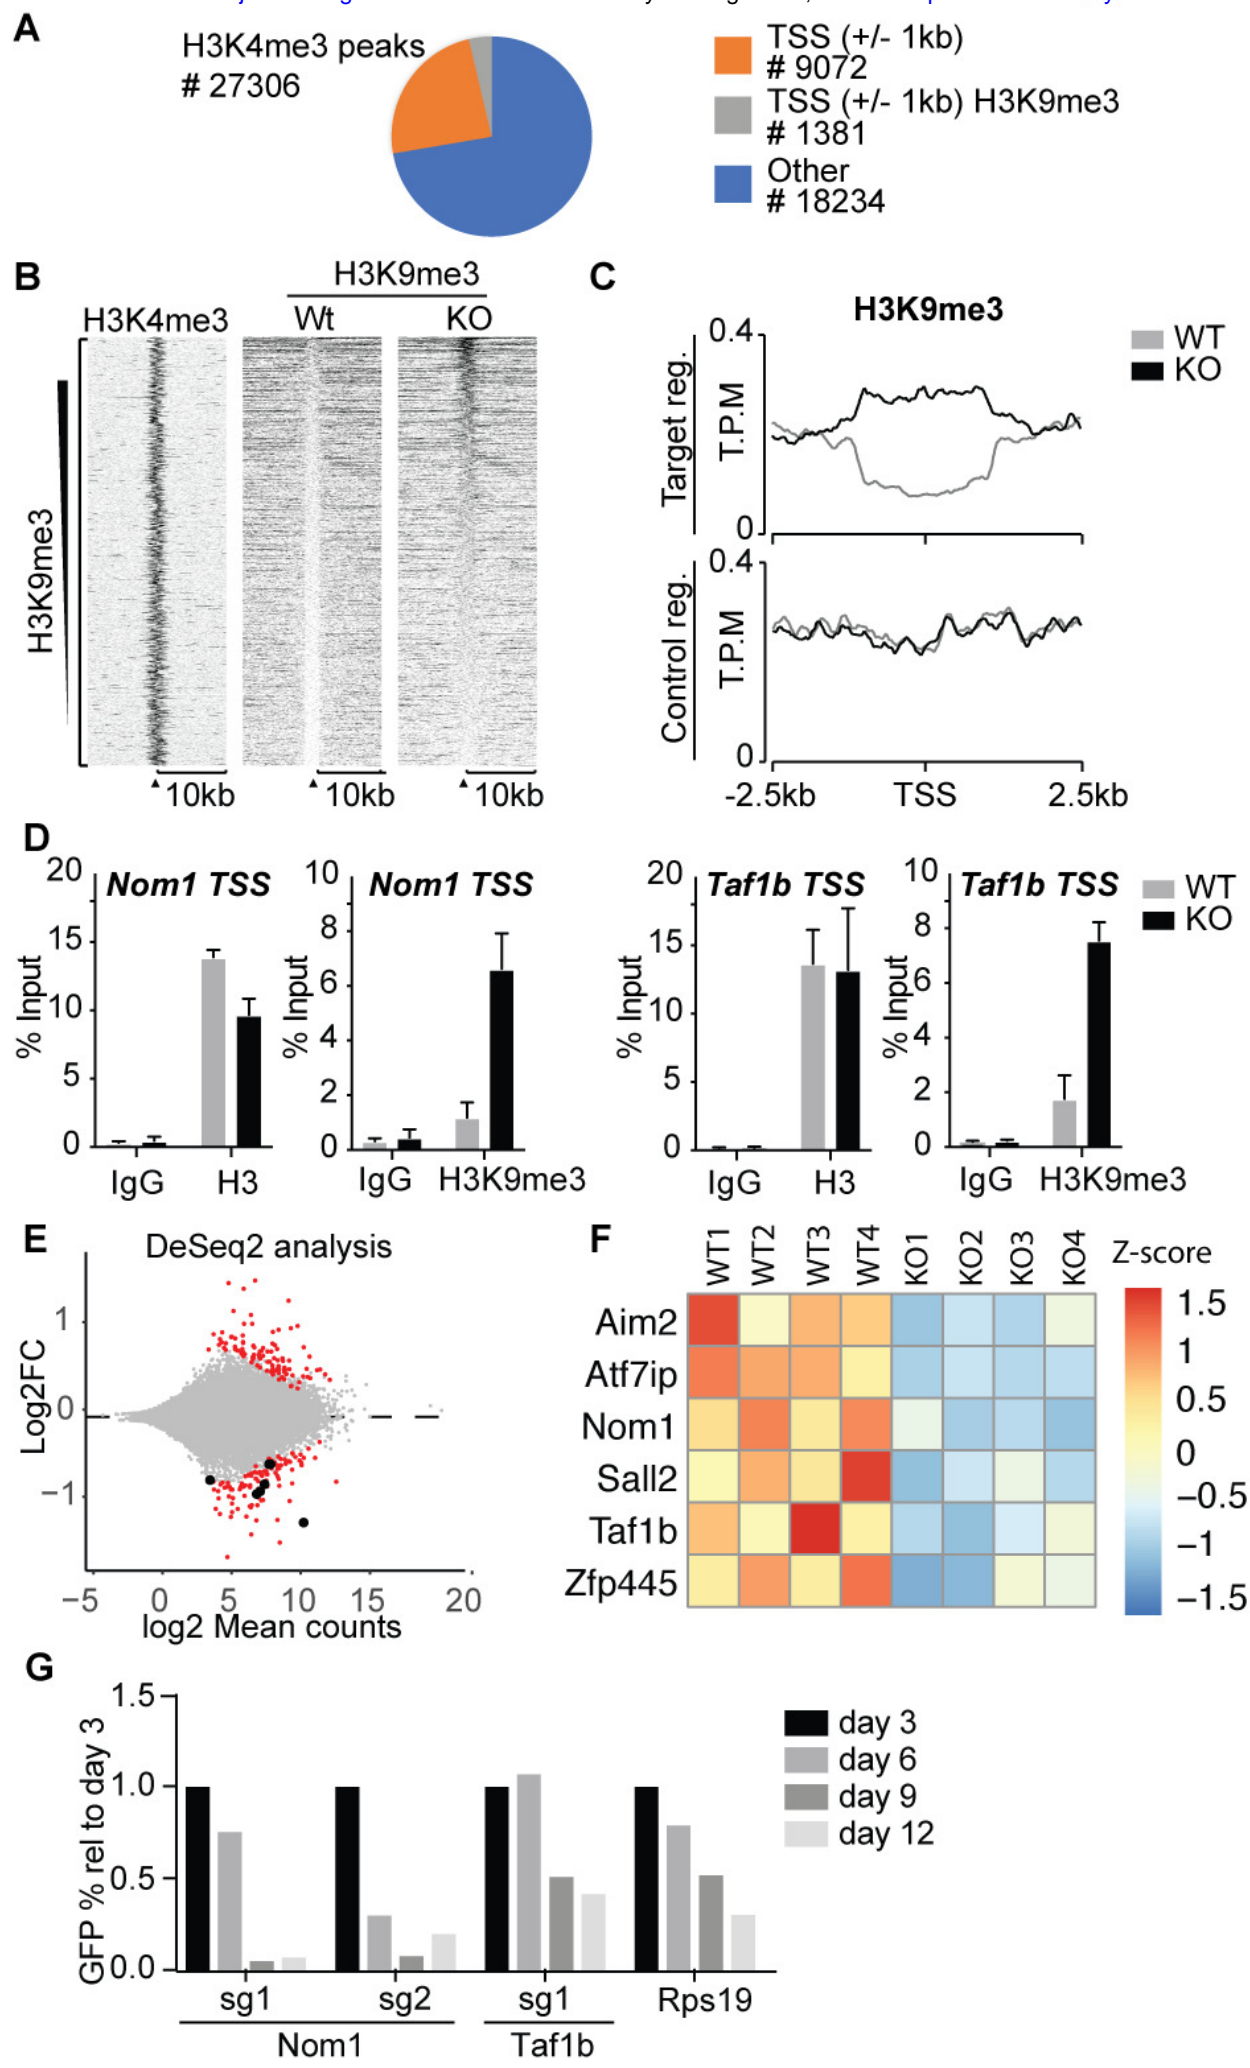 A
H3K4me3 peaks
# 27306
TSS (+/- 1kb)
# 9072
TSS (+/- 1kb) H3K9me3
# 1381
Other
# 18234
B
H3K9me3
H3K4me3 Wt KO
H3K9me3
10kb 10kb 10kb
C
H3K9me3
WT
KO
Target reg.
T.P.M
0.4
0
Control reg.
T.P.M
0.4
0
-2.5kb TSS 2.5kb
D
Nom1 TSS
% Input
20
15
10
5
0
IgG H3
Nom1 TSS
% Input
10
8
6
4
2
0
IgG H3K9me3
Taf1b TSS
% Input
20
15
10
5
0
IgG H3
Taf1b TSS
% Input
10
8
6
4
2
0
IgG H3K9me3
WT
KO
E
DeSeq2 analysis
Log2FC
1
0
−1
−5 0 5 10 15 20
log2 Mean counts
F
WT1 WT2 WT3 WT4 KO1 KO2 KO3 KO4
Aim2
Atf7ip
Nom1
Sall2
Taf1b
Zfp445
Z-score
1.5
1
0.5
0
−0.5
−1
−1.5
G
GFP % rel to day 3
1.5
1.0
0.5
0.0
day 3
day 6
day 9
day 12
sg1 sg2 sg1 Rps19
Nom1 Taf1b